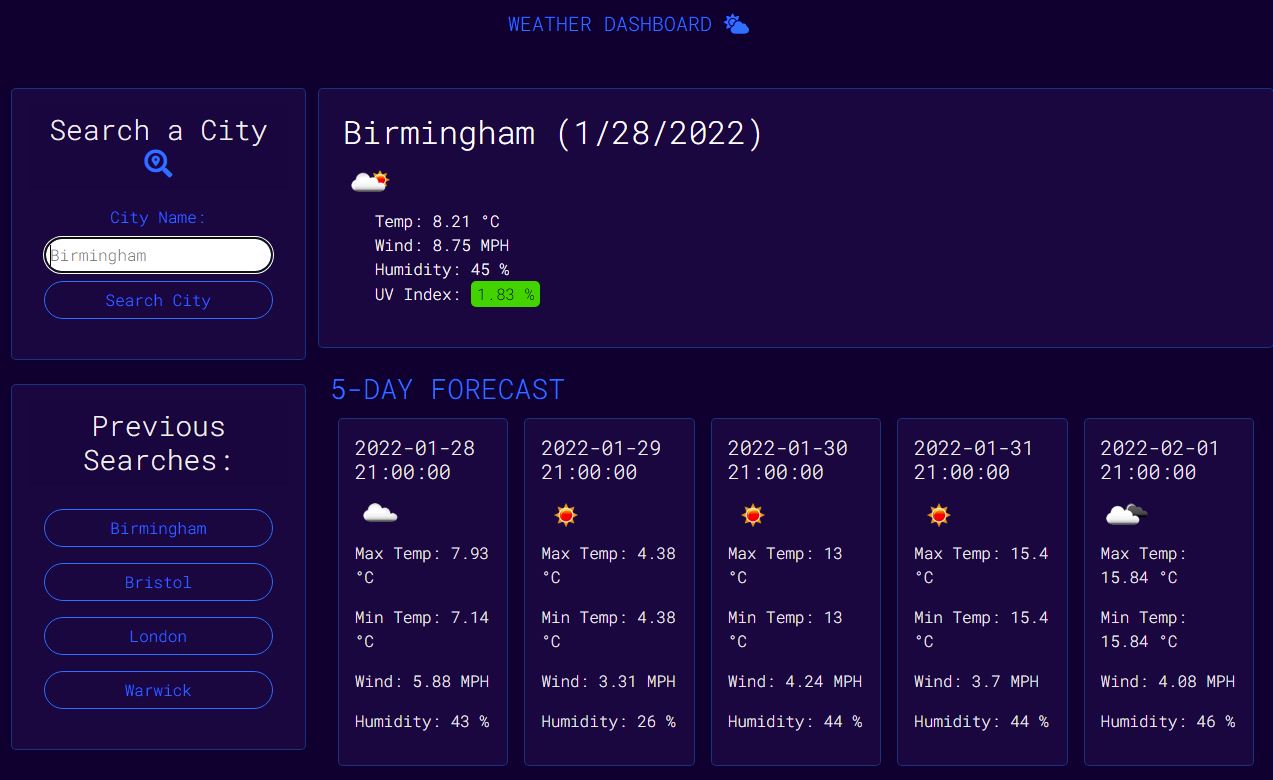 WEATHER DASHBOARD
Search a City
City Name:
Birmingham
Search City
Previous
Searches:
Birmingham
Bristol
London
Warwick
Birmingham (1/28/2022)
Temp: 8.21 °C
Wind: 8.75 MPH
Humidity: 45 %
UV Index: 1.83 %
5-DAY FORECAST
2022-01-28
21:00:00
Max Temp: 7.93
°C
Min Temp: 7.14
°C
Wind: 5.88 MPH
Humidity: 43 %
2022-01-29
21:00:00
Max Temp: 4.38
°C
Min Temp: 4.38
°C
Wind: 3.31 MPH
Humidity: 26 %
2022-01-30
21:00:00
Max Temp: 13
°C
Min Temp: 13
°C
Wind: 4.24 MPH
Humidity: 44 %
2022-01-31
21:00:00
Max Temp: 15.4
°C
Min Temp: 15.4
°C
Wind: 3.7 MPH
Humidity: 44 %
2022-02-01
21:00:00
Max Temp:
15.84 °C
Min Temp:
15.84 °C
Wind: 4.08 MPH
Humidity: 46 %